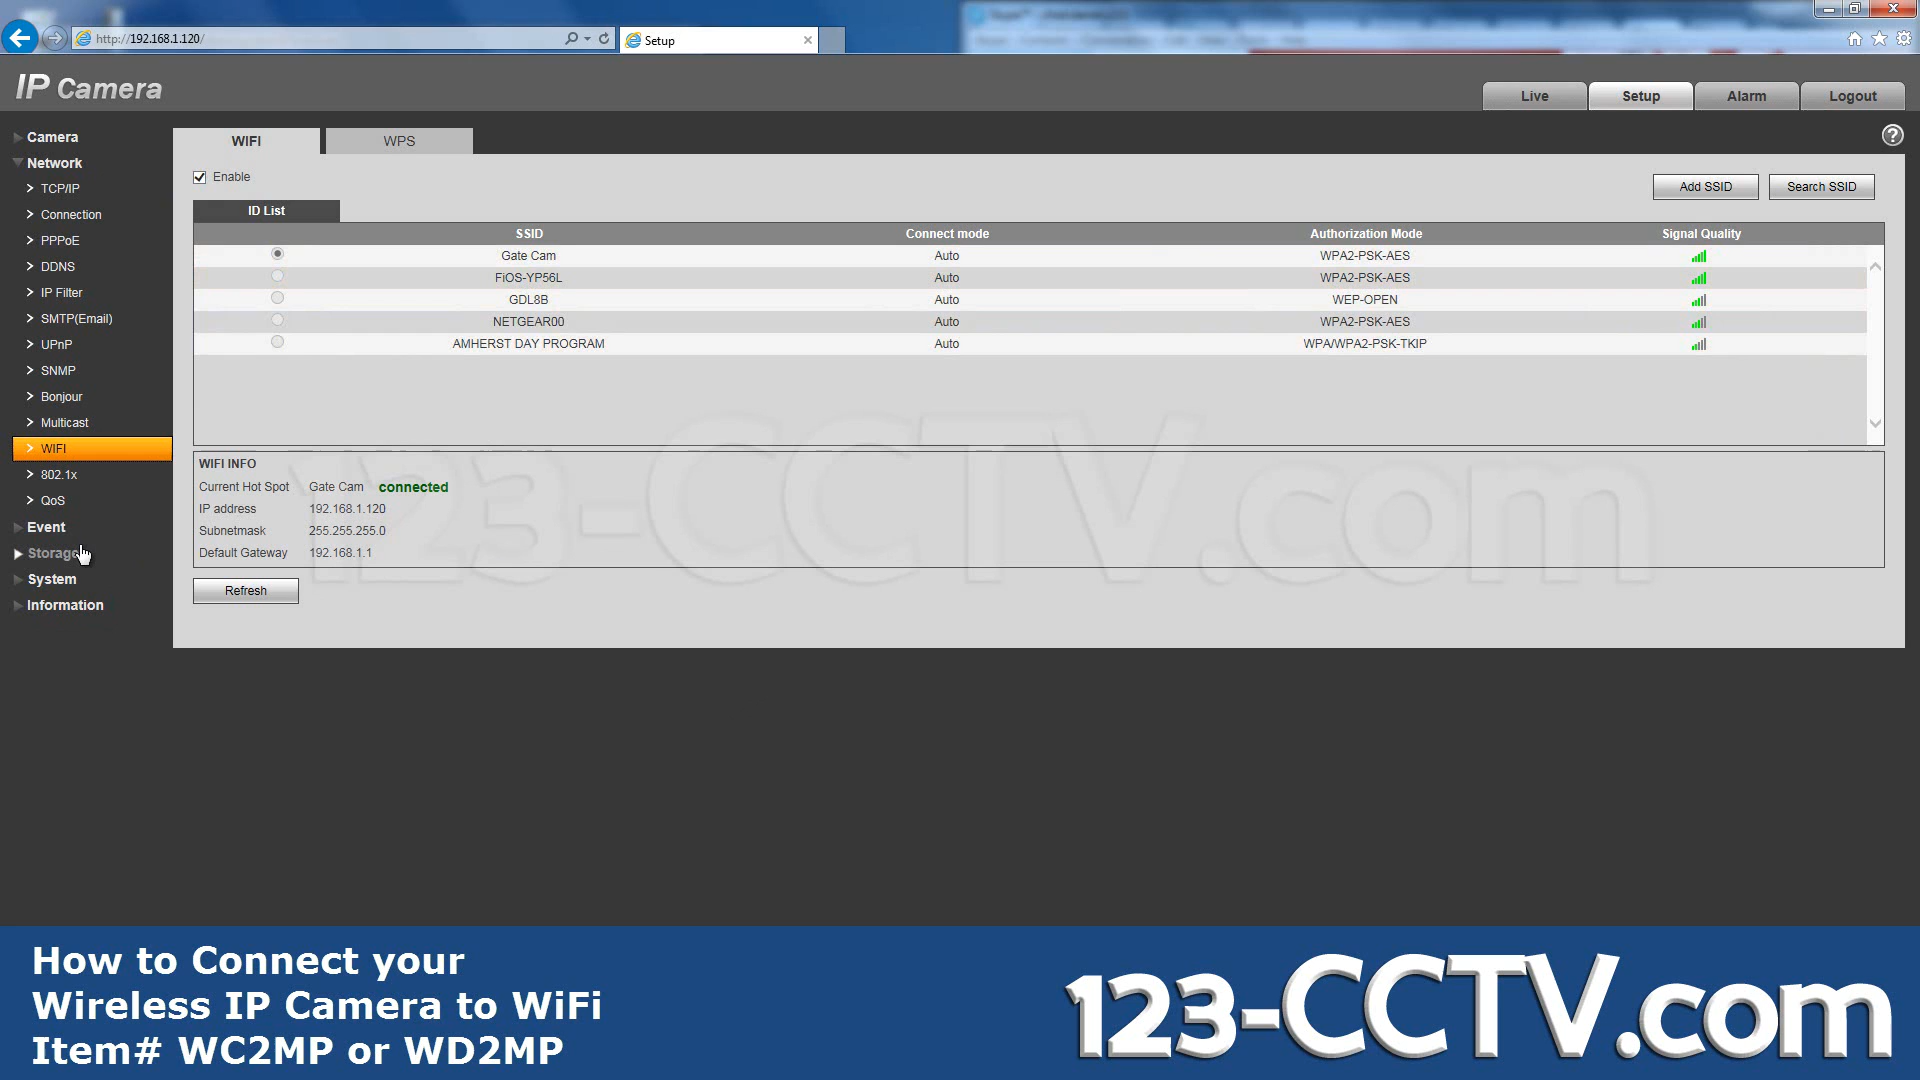 http://192.168.1.120/
Setup
IP Camera
Live Setup Alarm Logout
Camera
Network
TCP/IP
Connection
PPPoE
DDNS
IP Filter
SMTP(Email)
UPnP
SNMP
Bonjour
Multicast
WIFI
802.1x
QoS
Event
Storage
System
Information
WIFI WPS
Enable
Add SSID Search SSID
ID List
SSID Connect mode Authorization Mode Signal Quality
Gate Cam Auto WPA2-PSK-AES
FiOS-YP56L Auto WPA2-PSK-AES
GDL8B Auto WEP-OPEN
NETGEAR00 Auto WPA2-PSK-AES
AMHERST DAY PROGRAM Auto WPA/WPA2-PSK-TKIP
WIFI INFO
Current Hot Spot Gate Cam connected
IP address 192.168.1.120
Subnetmask 255.255.255.0
Default Gateway 192.168.1.1
Refresh
123-CCTV.com
How to Connect your
Wireless IP Camera to WiFi
Item# WC2MP or WD2MP
123-CCTV.com